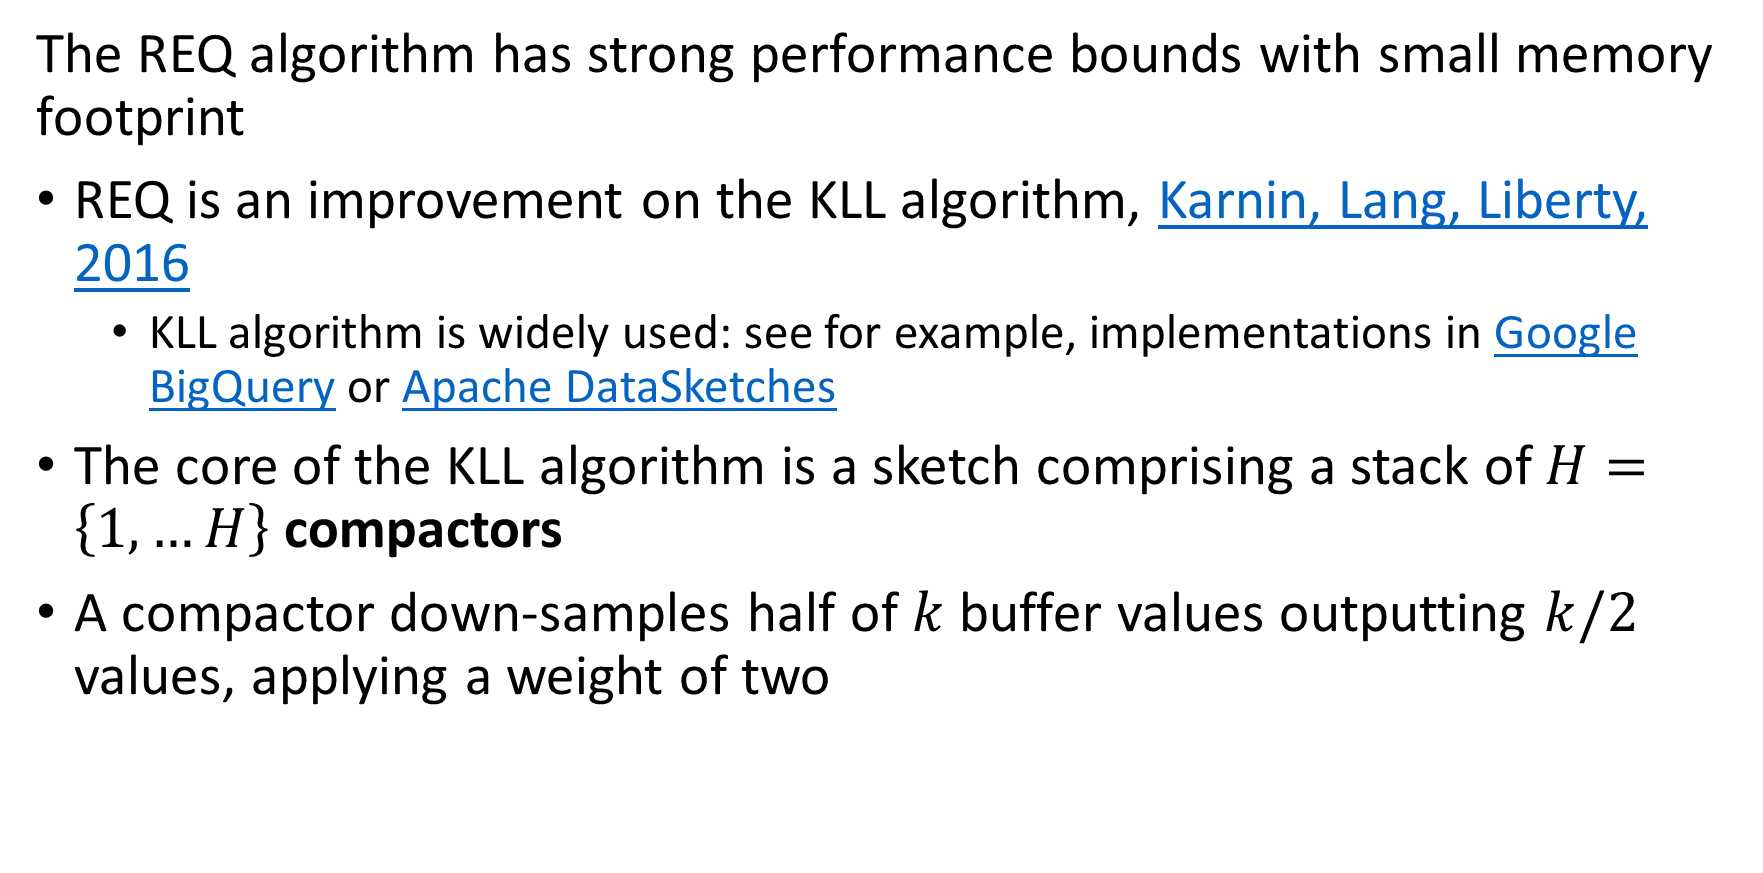 The REQ algorithm has strong performance bounds with small memory
footprint
• REQ is an improvement on the KLL algorithm, Karnin, Lang, Liberty,
2016
• KLL algorithm is widely used: see for example, implementations in Google
BigQuery or Apache DataSketches
• The core of the KLL algorithm is a sketch comprising a stack of H =
{1, … H} compactors
• A compactor down-samples half of k buffer values outputting k/2
values, applying a weight of two